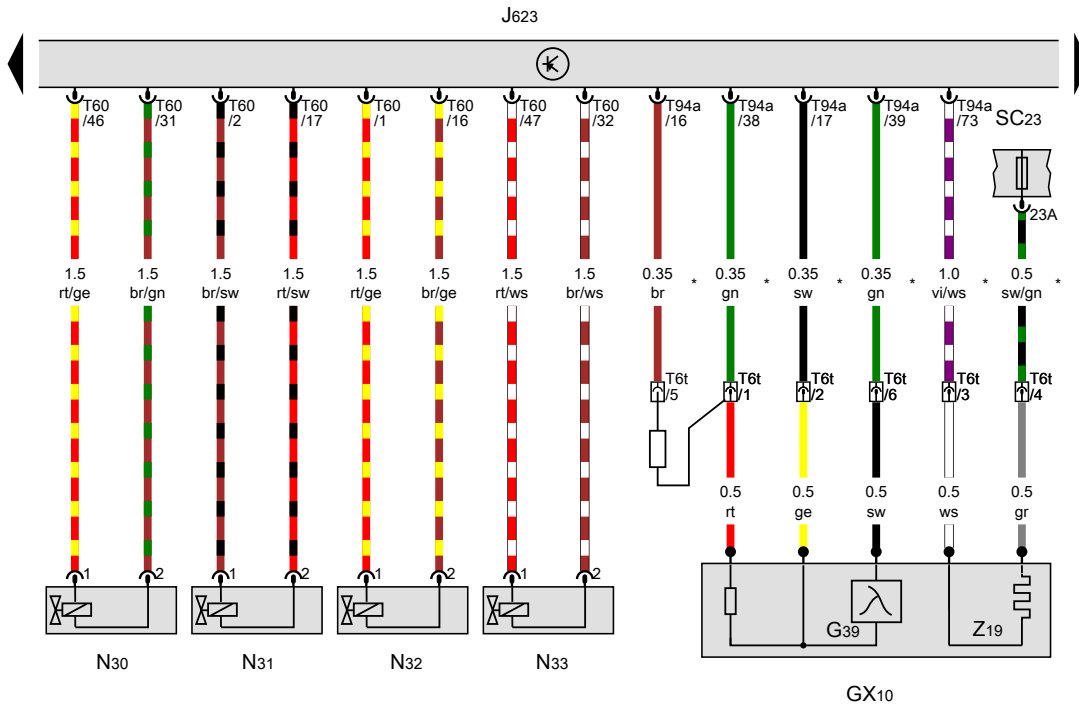 J623
T60 T60 T60 T60 T60 T60 T60 T60 T94a T94a T94a T94a T94a
/46 /31 /2 /17 /1 /16 /47 /32 /16 /38 /17 /39 /73
SC23
23A
1.5 1.5 1.5 1.5 1.5 1.5 1.5 1.5 0.35 0.35 0.35 0.35 1.0 0.5
* * * * * *
rt/ge br/gn br/sw rt/sw rt/ge br/ge rt/ws br/ws br gn sw gn vi/ws sw/gn
T6t T6t T6t T6t T6t T6t
/5 /1 /2 /6 /3 /4
0.5 0.5 0.5 0.5 0.5
rt ge sw ws gr
1 2 1 2 1 2 1 2
G39 Z19
N30 N31 N32 N33
GX10